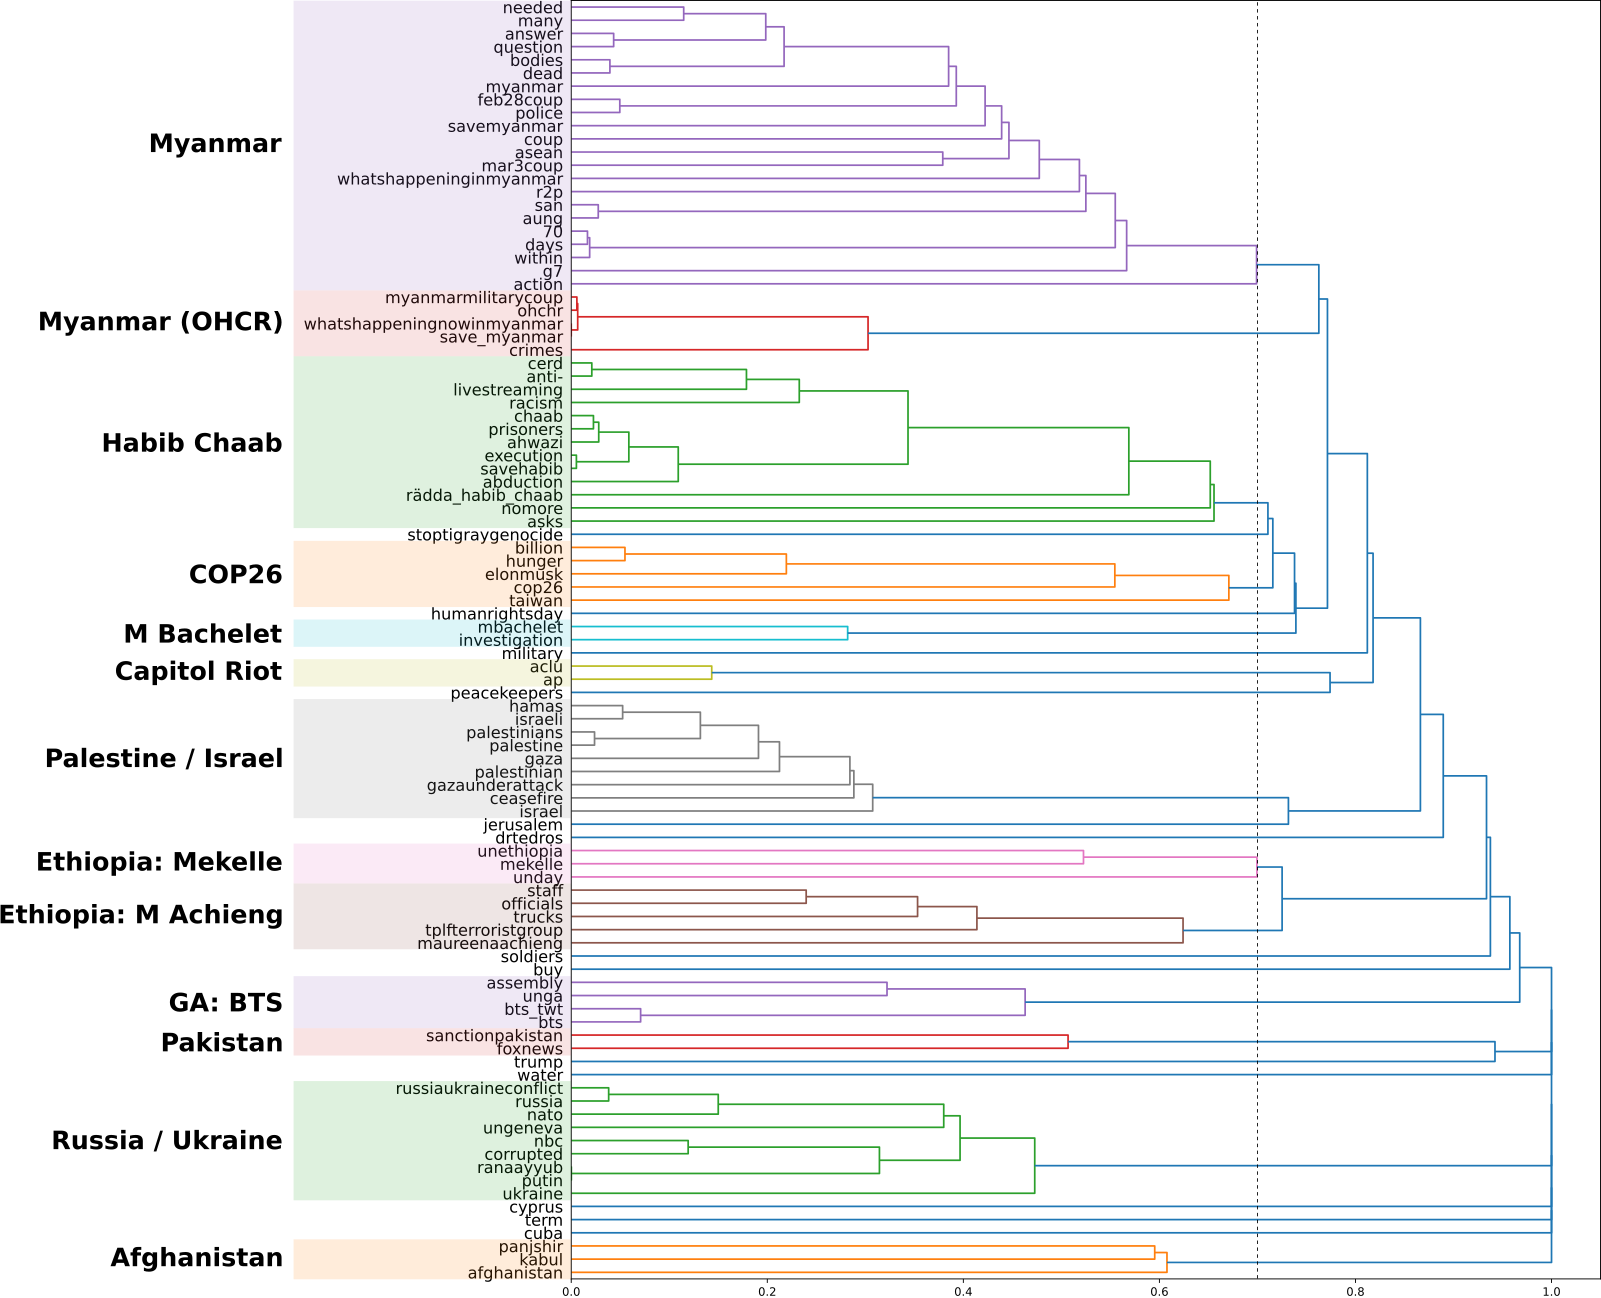 Myanmar
needed
many
answer
question
bodies
dead
myanmar
feb28coup
police
savemyanmar
coup
asean
mar3coup
whatshappeninginmyanmar
r2p
san
aung
70
days
within
g7
action
Myanmar (OHCR)
myanmarmilitarycoup
ohchr
whatshappeningnowinmyanmar
save_myanmar
crimes
Habib Chaab
cerd
anti-
livestreaming
racism
chaab
prisoners
ahwazi
execution
savehabib
abduction
rädda_habib_chaab
nomore
asks
stoptigraygenocide
COP26
billion
hunger
elonmusk
cop26
taiwan
humanrightsday
M Bachelet
mbachelet
investigation
military
Capitol Riot
aclu
ap
peacekeepers
Palestine / Israel
hamas
israeli
palestinians
palestine
gaza
palestinian
gazaunderattack
ceasefire
israel
jerusalem
drtedros
Ethiopia: Mekelle
unethiopia
mekelle
unday
Ethiopia: M Achieng
staff
officials
trucks
tplfterroristgroup
maureenaachieng
soldiers
buy
GA: BTS
assembly
unga
bts_twt
bts
Pakistan
sanctionpakistan
foxnews
trump
water
Russia / Ukraine
russiaukraineconflict
russia
nato
ungeneva
nbc
corrupted
ranaayyub
putin
ukraine
cyprus
term
cuba
Afghanistan
panjshir
kabul
afghanistan
0.0 0.2 0.4 0.6 0.8 1.0